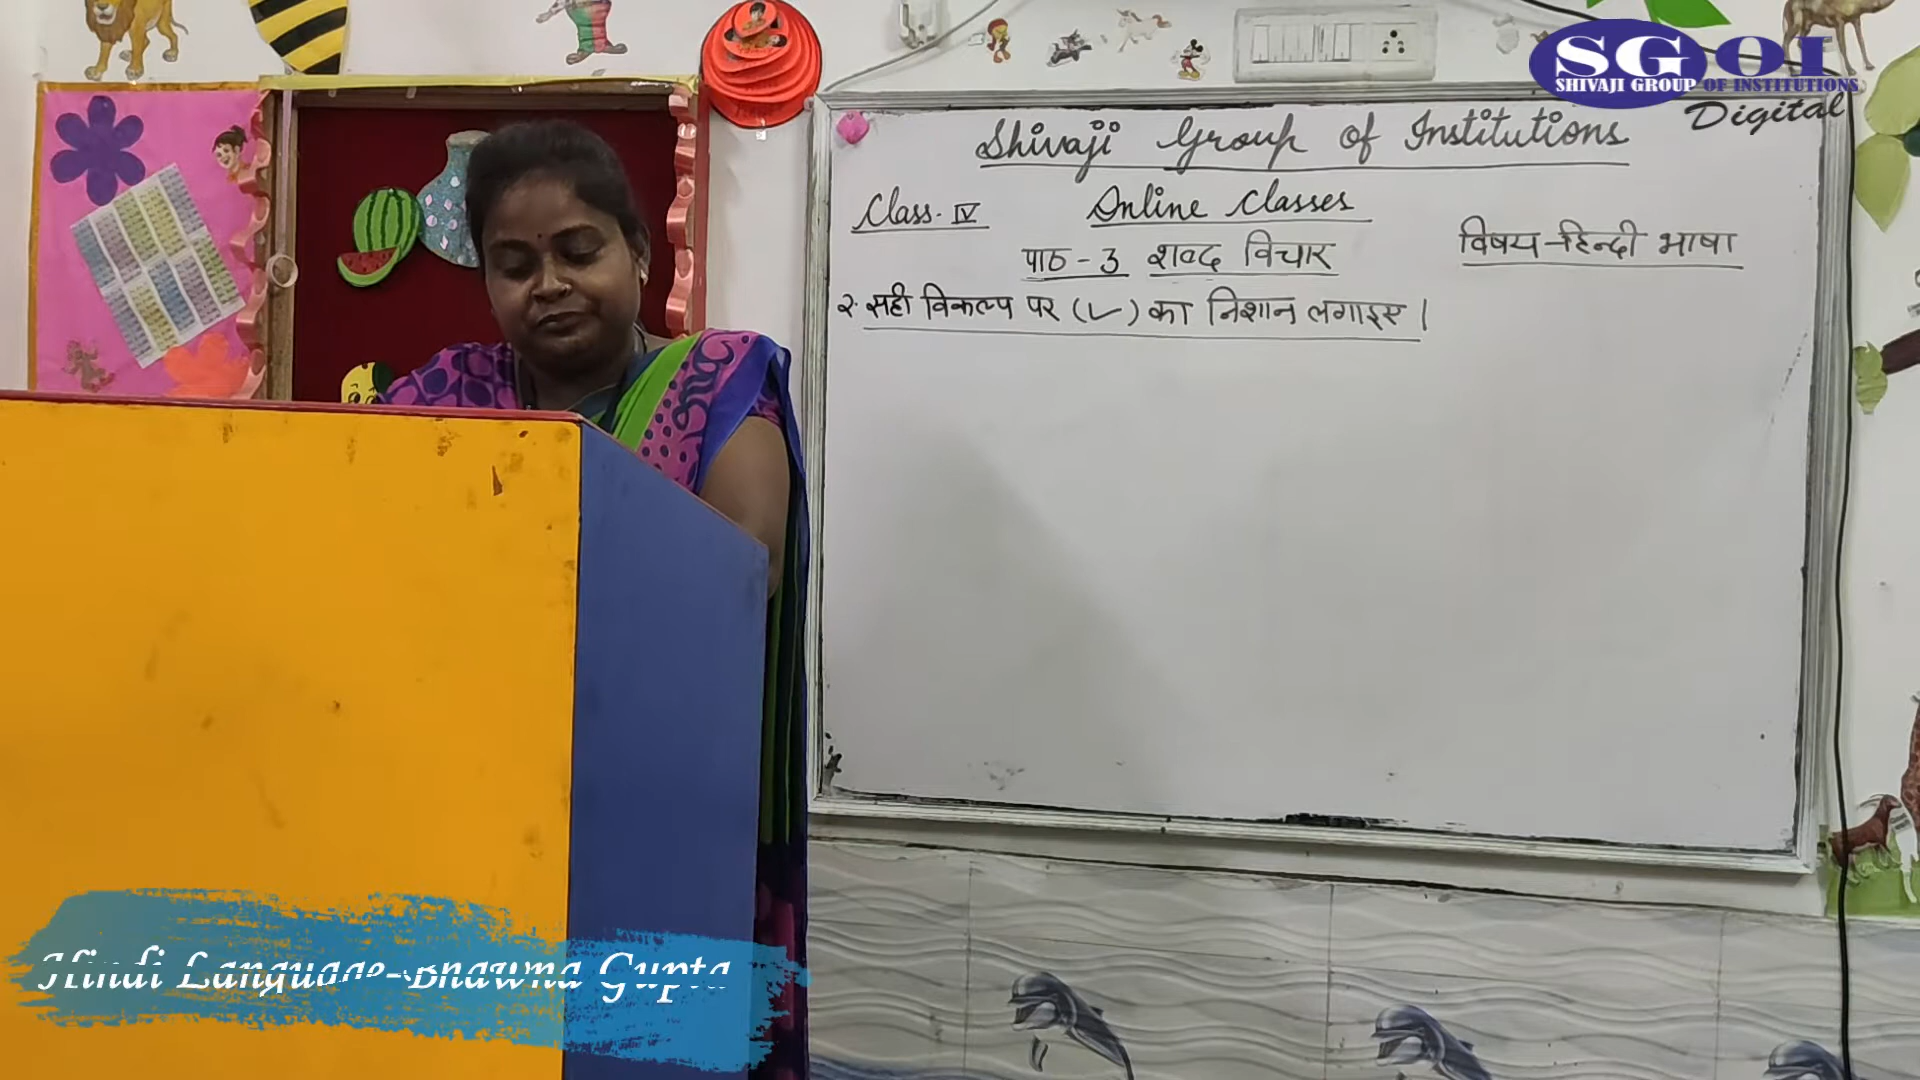 SGOI
SHIVAJI GROUP OF INSTITUTIONS
Digital
Shivaji Group of Institutions
Class - IV
Online Classes
विषय - हिन्दी भाषा
पाठ - 3 शब्द विचार
२. सही विकल्प पर (✓) का निशान लगाइए।
Hindi Language-Bhawna Gupta